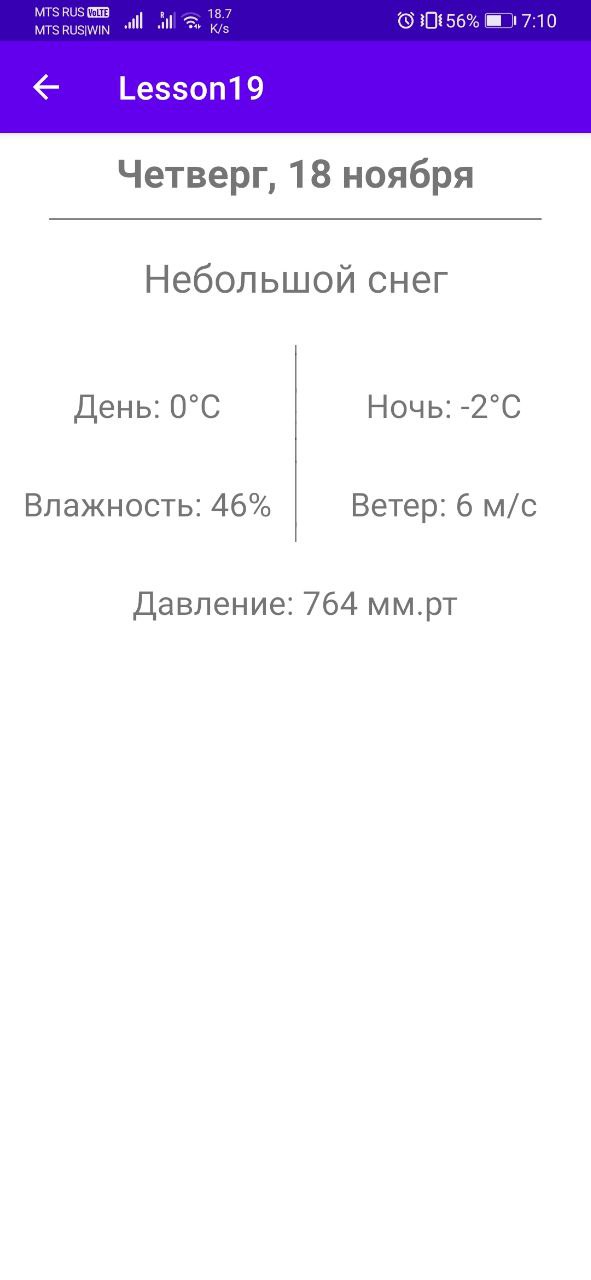 MTS RUS VoLTE
MTS RUS|WIN
R
18.7
K/s
56%
7:10
Lesson19
Четверг, 18 ноября
Небольшой снег
День: 0°C
Ночь: -2°C
Влажность: 46%
Ветер: 6 м/с
Давление: 764 мм.рт